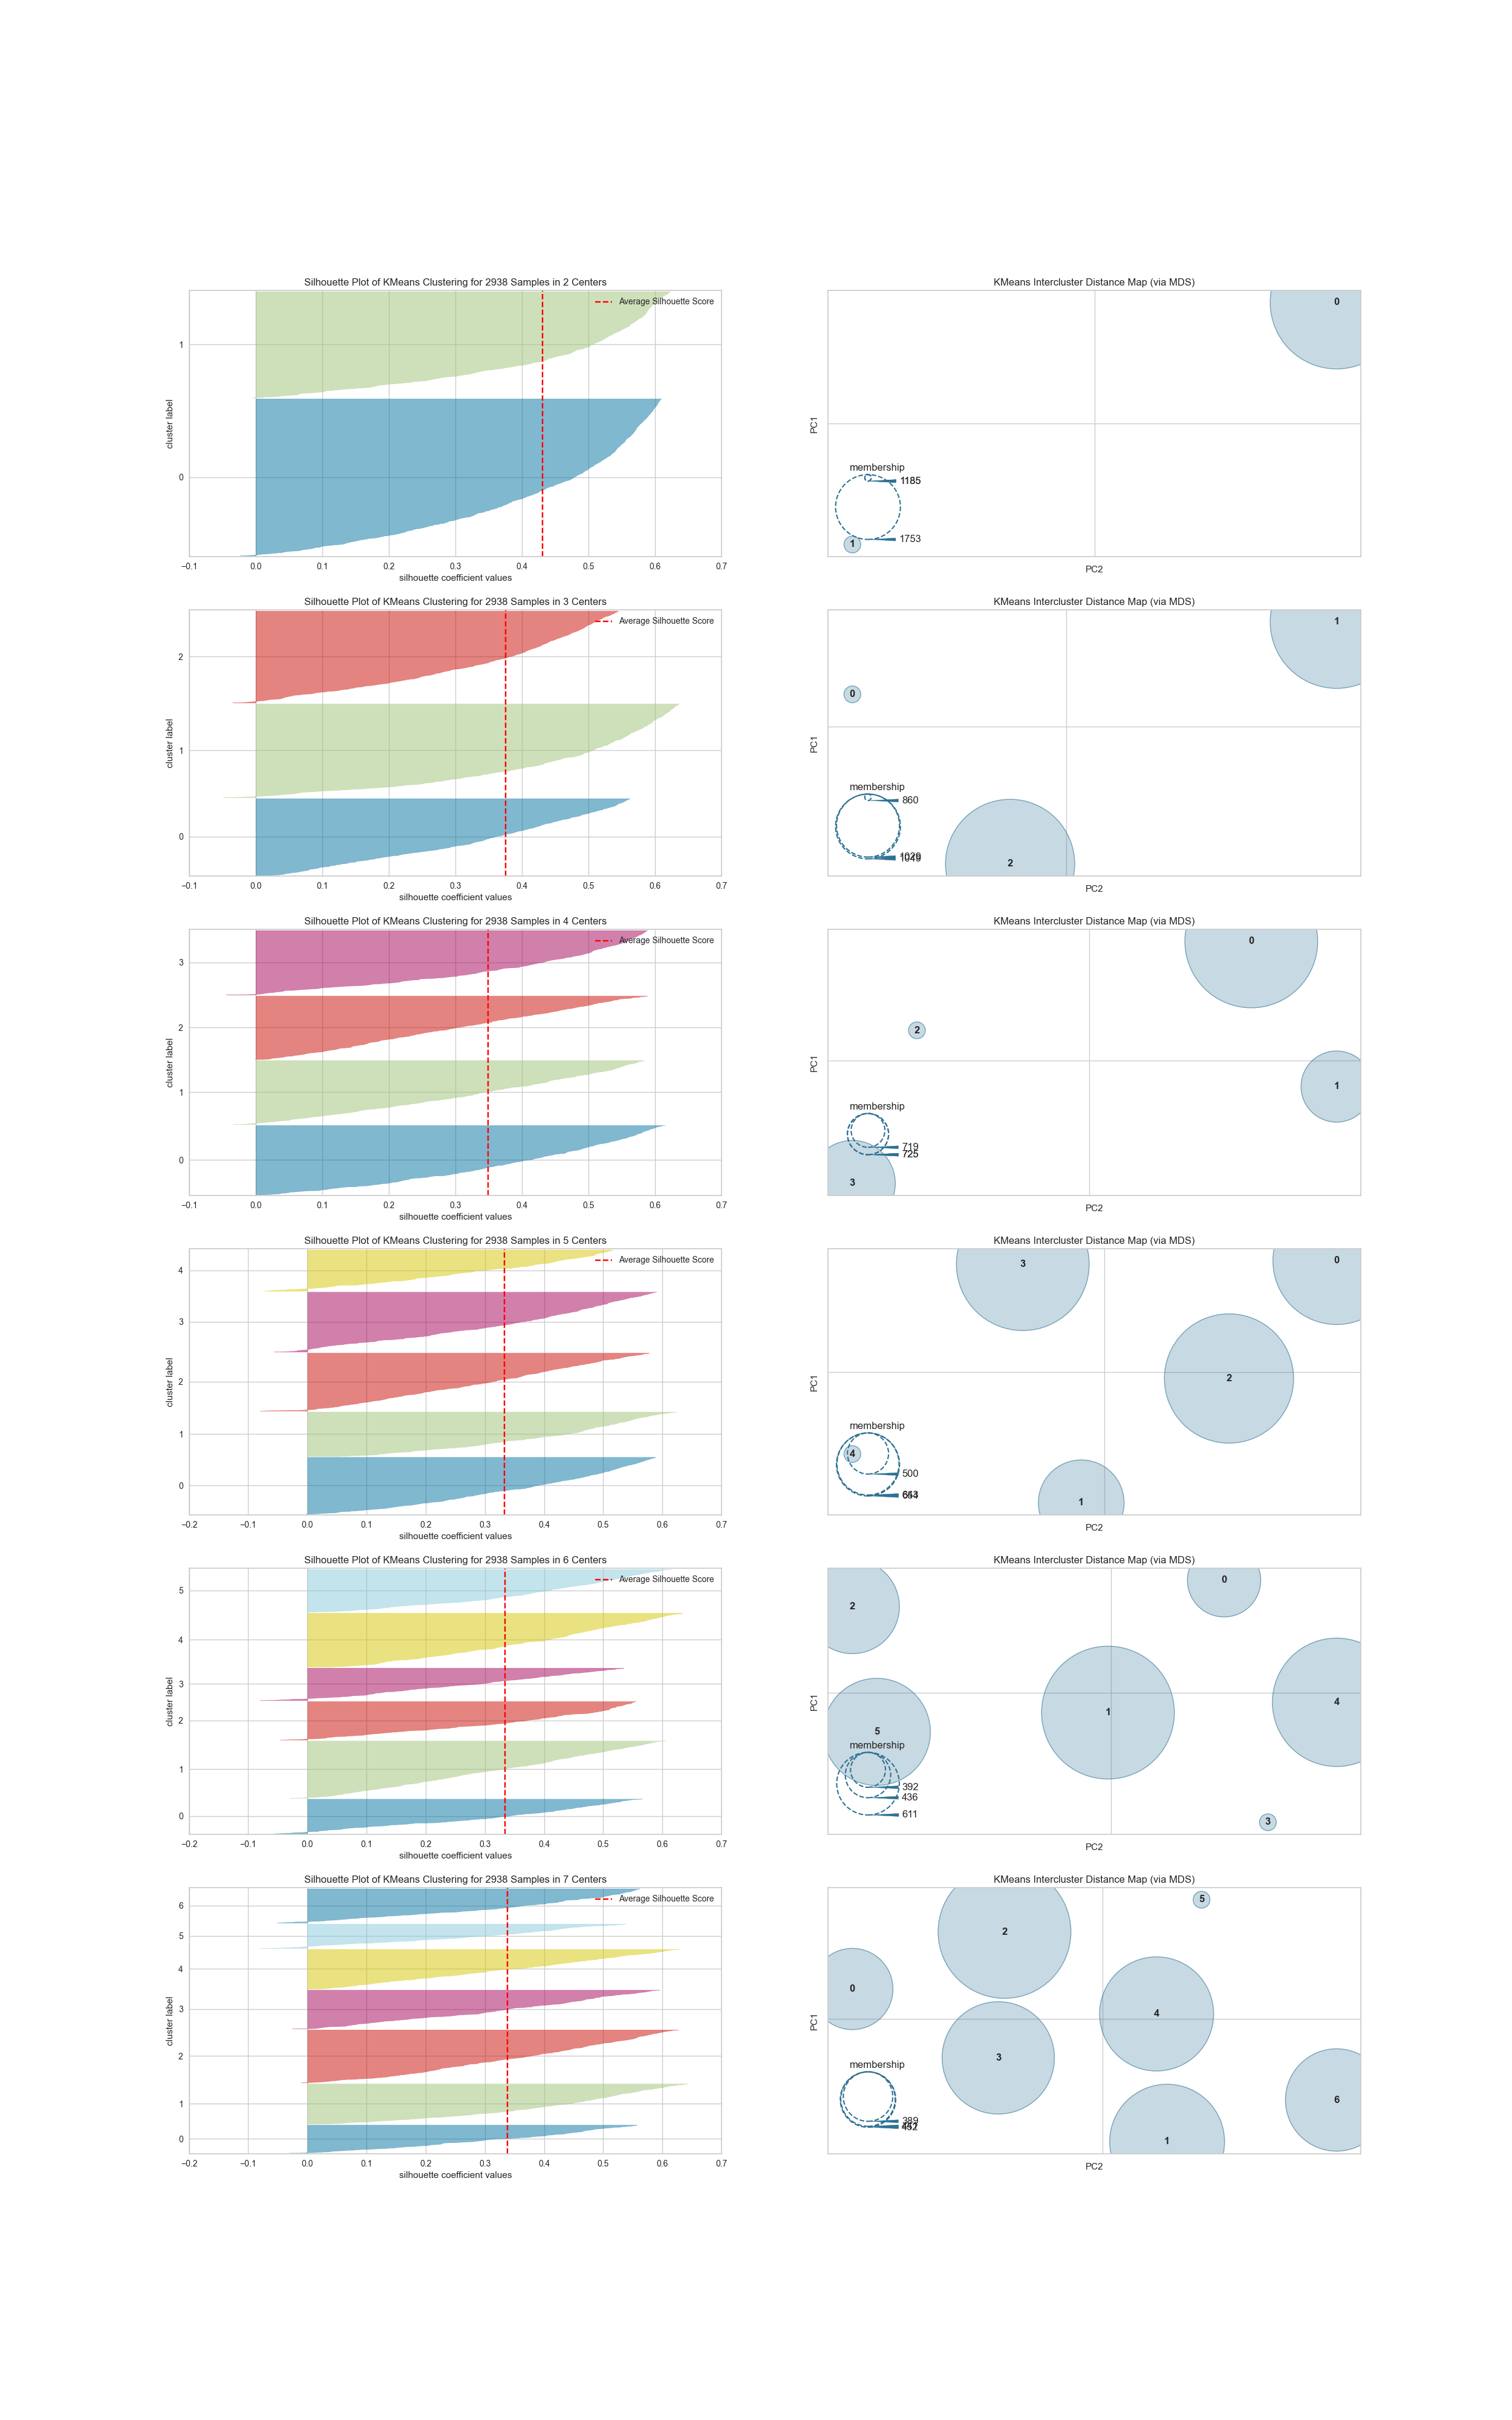 Silhouette Plot of KMeans Clustering for 2938 Samples in 2 Centers
Average Silhouette Score
1
0
cluster label
−0.1 0.0 0.1 0.2 0.3 0.4 0.5 0.6 0.7
silhouette coefficient values
KMeans Intercluster Distance Map (via MDS)
0
PC1
membership
1185
1753
1
PC2
Silhouette Plot of KMeans Clustering for 2938 Samples in 3 Centers
Average Silhouette Score
2
1
0
cluster label
−0.1 0.0 0.1 0.2 0.3 0.4 0.5 0.6 0.7
silhouette coefficient values
KMeans Intercluster Distance Map (via MDS)
1
0
PC1
membership
860
1049
2
PC2
Silhouette Plot of KMeans Clustering for 2938 Samples in 4 Centers
Average Silhouette Score
3
2
1
0
cluster label
−0.1 0.0 0.1 0.2 0.3 0.4 0.5 0.6 0.7
silhouette coefficient values
KMeans Intercluster Distance Map (via MDS)
0
2
PC1
1
membership
719
725
3
PC2
Silhouette Plot of KMeans Clustering for 2938 Samples in 5 Centers
Average Silhouette Score
4
3
2
1
0
cluster label
−0.2 −0.1 0.0 0.1 0.2 0.3 0.4 0.5 0.6 0.7
silhouette coefficient values
KMeans Intercluster Distance Map (via MDS)
3
0
PC1
2
membership
4
500
1
PC2
Silhouette Plot of KMeans Clustering for 2938 Samples in 6 Centers
Average Silhouette Score
5
4
3
2
1
0
cluster label
−0.2 −0.1 0.0 0.1 0.2 0.3 0.4 0.5 0.6 0.7
silhouette coefficient values
KMeans Intercluster Distance Map (via MDS)
0
2
PC1
4
1
5
membership
392
436
611
3
PC2
Silhouette Plot of KMeans Clustering for 2938 Samples in 7 Centers
Average Silhouette Score
6
5
4
3
2
1
0
cluster label
−0.2 −0.1 0.0 0.1 0.2 0.3 0.4 0.5 0.6 0.7
silhouette coefficient values
KMeans Intercluster Distance Map (via MDS)
5
2
0
4
PC1
3
membership
6
389
1
PC2